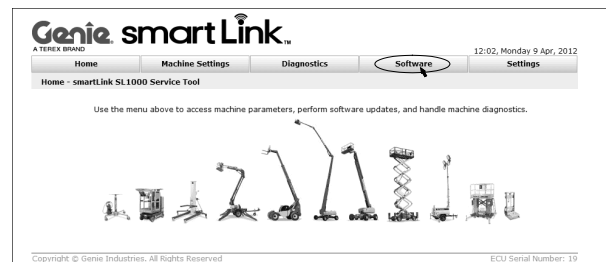 Genie smart Link TM
A TEREX BRAND
12:02, Monday 9 Apr, 2012
Home Machine Settings Diagnostics Software Settings
Home - smartLink SL1000 Service Tool
Use the menu above to access machine parameters, perform software updates, and handle machine diagnostics.
Copyright © Genie Industries. All Rights Reserved ECU Serial Number: 19